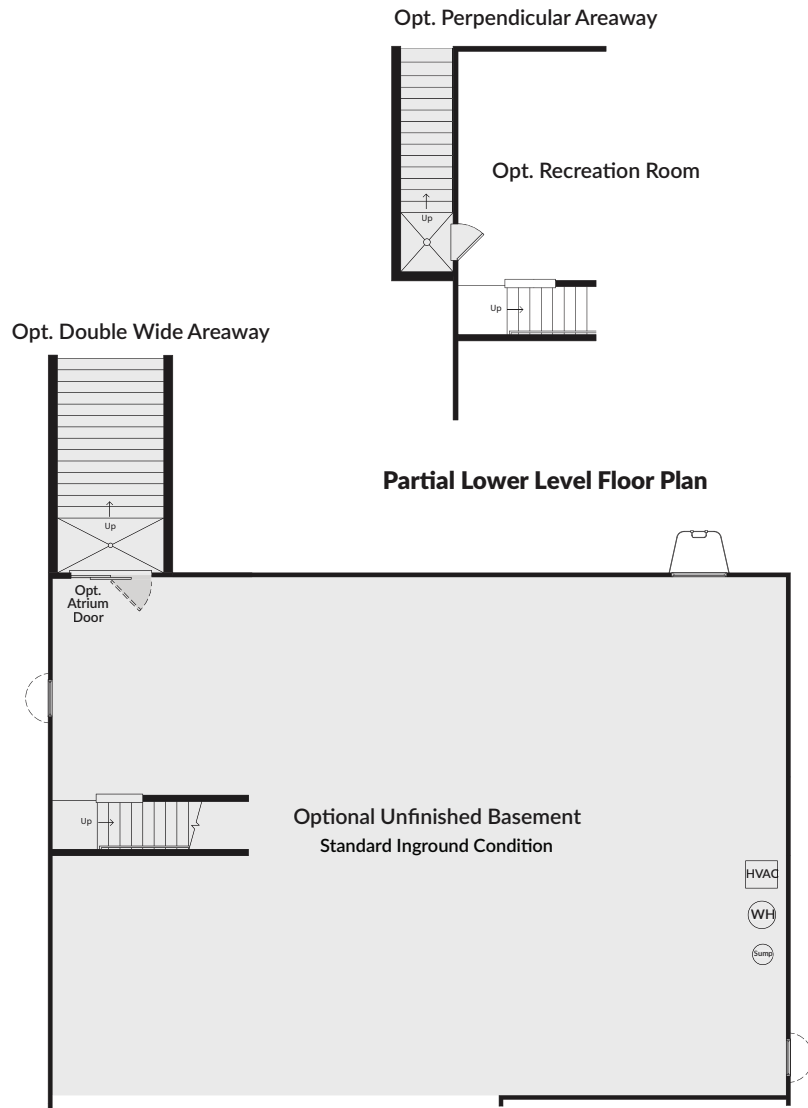 Opt. Perpendicular Areaway
Opt. Recreation Room
Up
Up
Opt. Double Wide Areaway
Partial Lower Level Floor Plan
Up
Opt.
Atrium
Door
Up
Optional Unfinished Basement
Standard Inground Condition
HVAC
WH
Sump